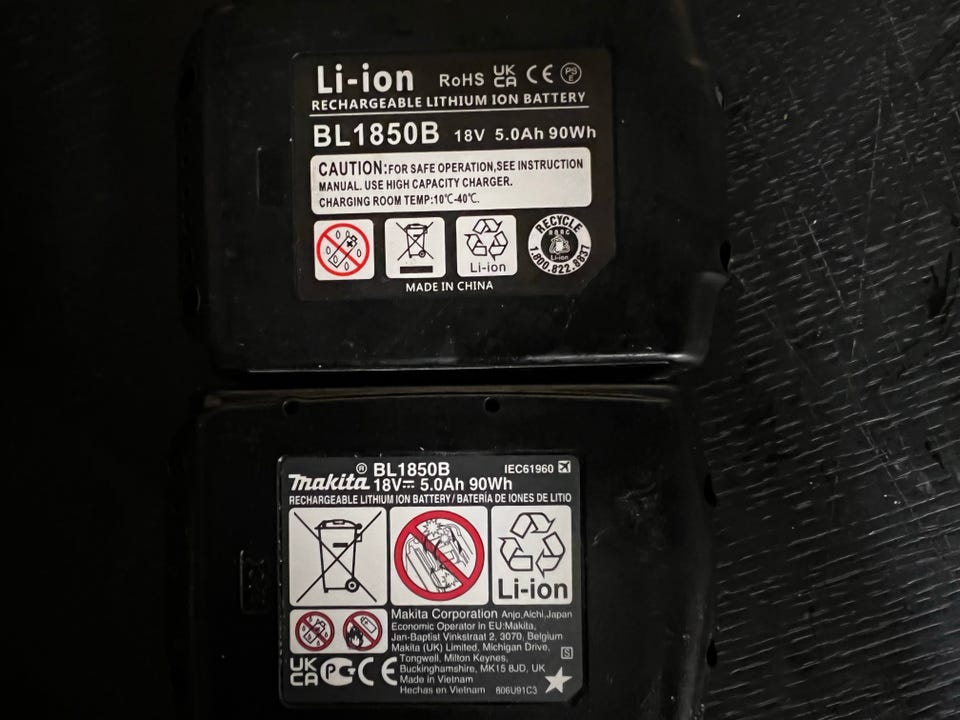 Li-ion RoHS UK CA CE PS E
RECHARGEABLE LITHIUM ION BATTERY
BL1850B 18V 5.0Ah 90Wh
CAUTION:FOR SAFE OPERATION,SEE INSTRUCTION
MANUAL. USE HIGH CAPACITY CHARGER.
CHARGING ROOM TEMP:10℃-40℃.
Li-ion
RECYCLE
RBRC
Li-ion
1.800.822.8837
MADE IN CHINA
® BL1850B IEC61960
makita 18V 5.0Ah 90Wh
RECHARGEABLE LITHIUM ION BATTERY / BATERÍA DE IONES DE LITIO
Li-ion
Makita Corporation Anjo,Aichi,Japan
Economic Operator in EU:Makita,
Jan-Baptist Vinkstraat 2, 3070, Belgium
Makita (UK) Limited, Michigan Drive,
Tongwell, Milton Keynes,
Buckinghamshire, MK15 8JD, UK
Made in Vietnam
Hechas en Vietnam 806U91C3
UK CA CE
S